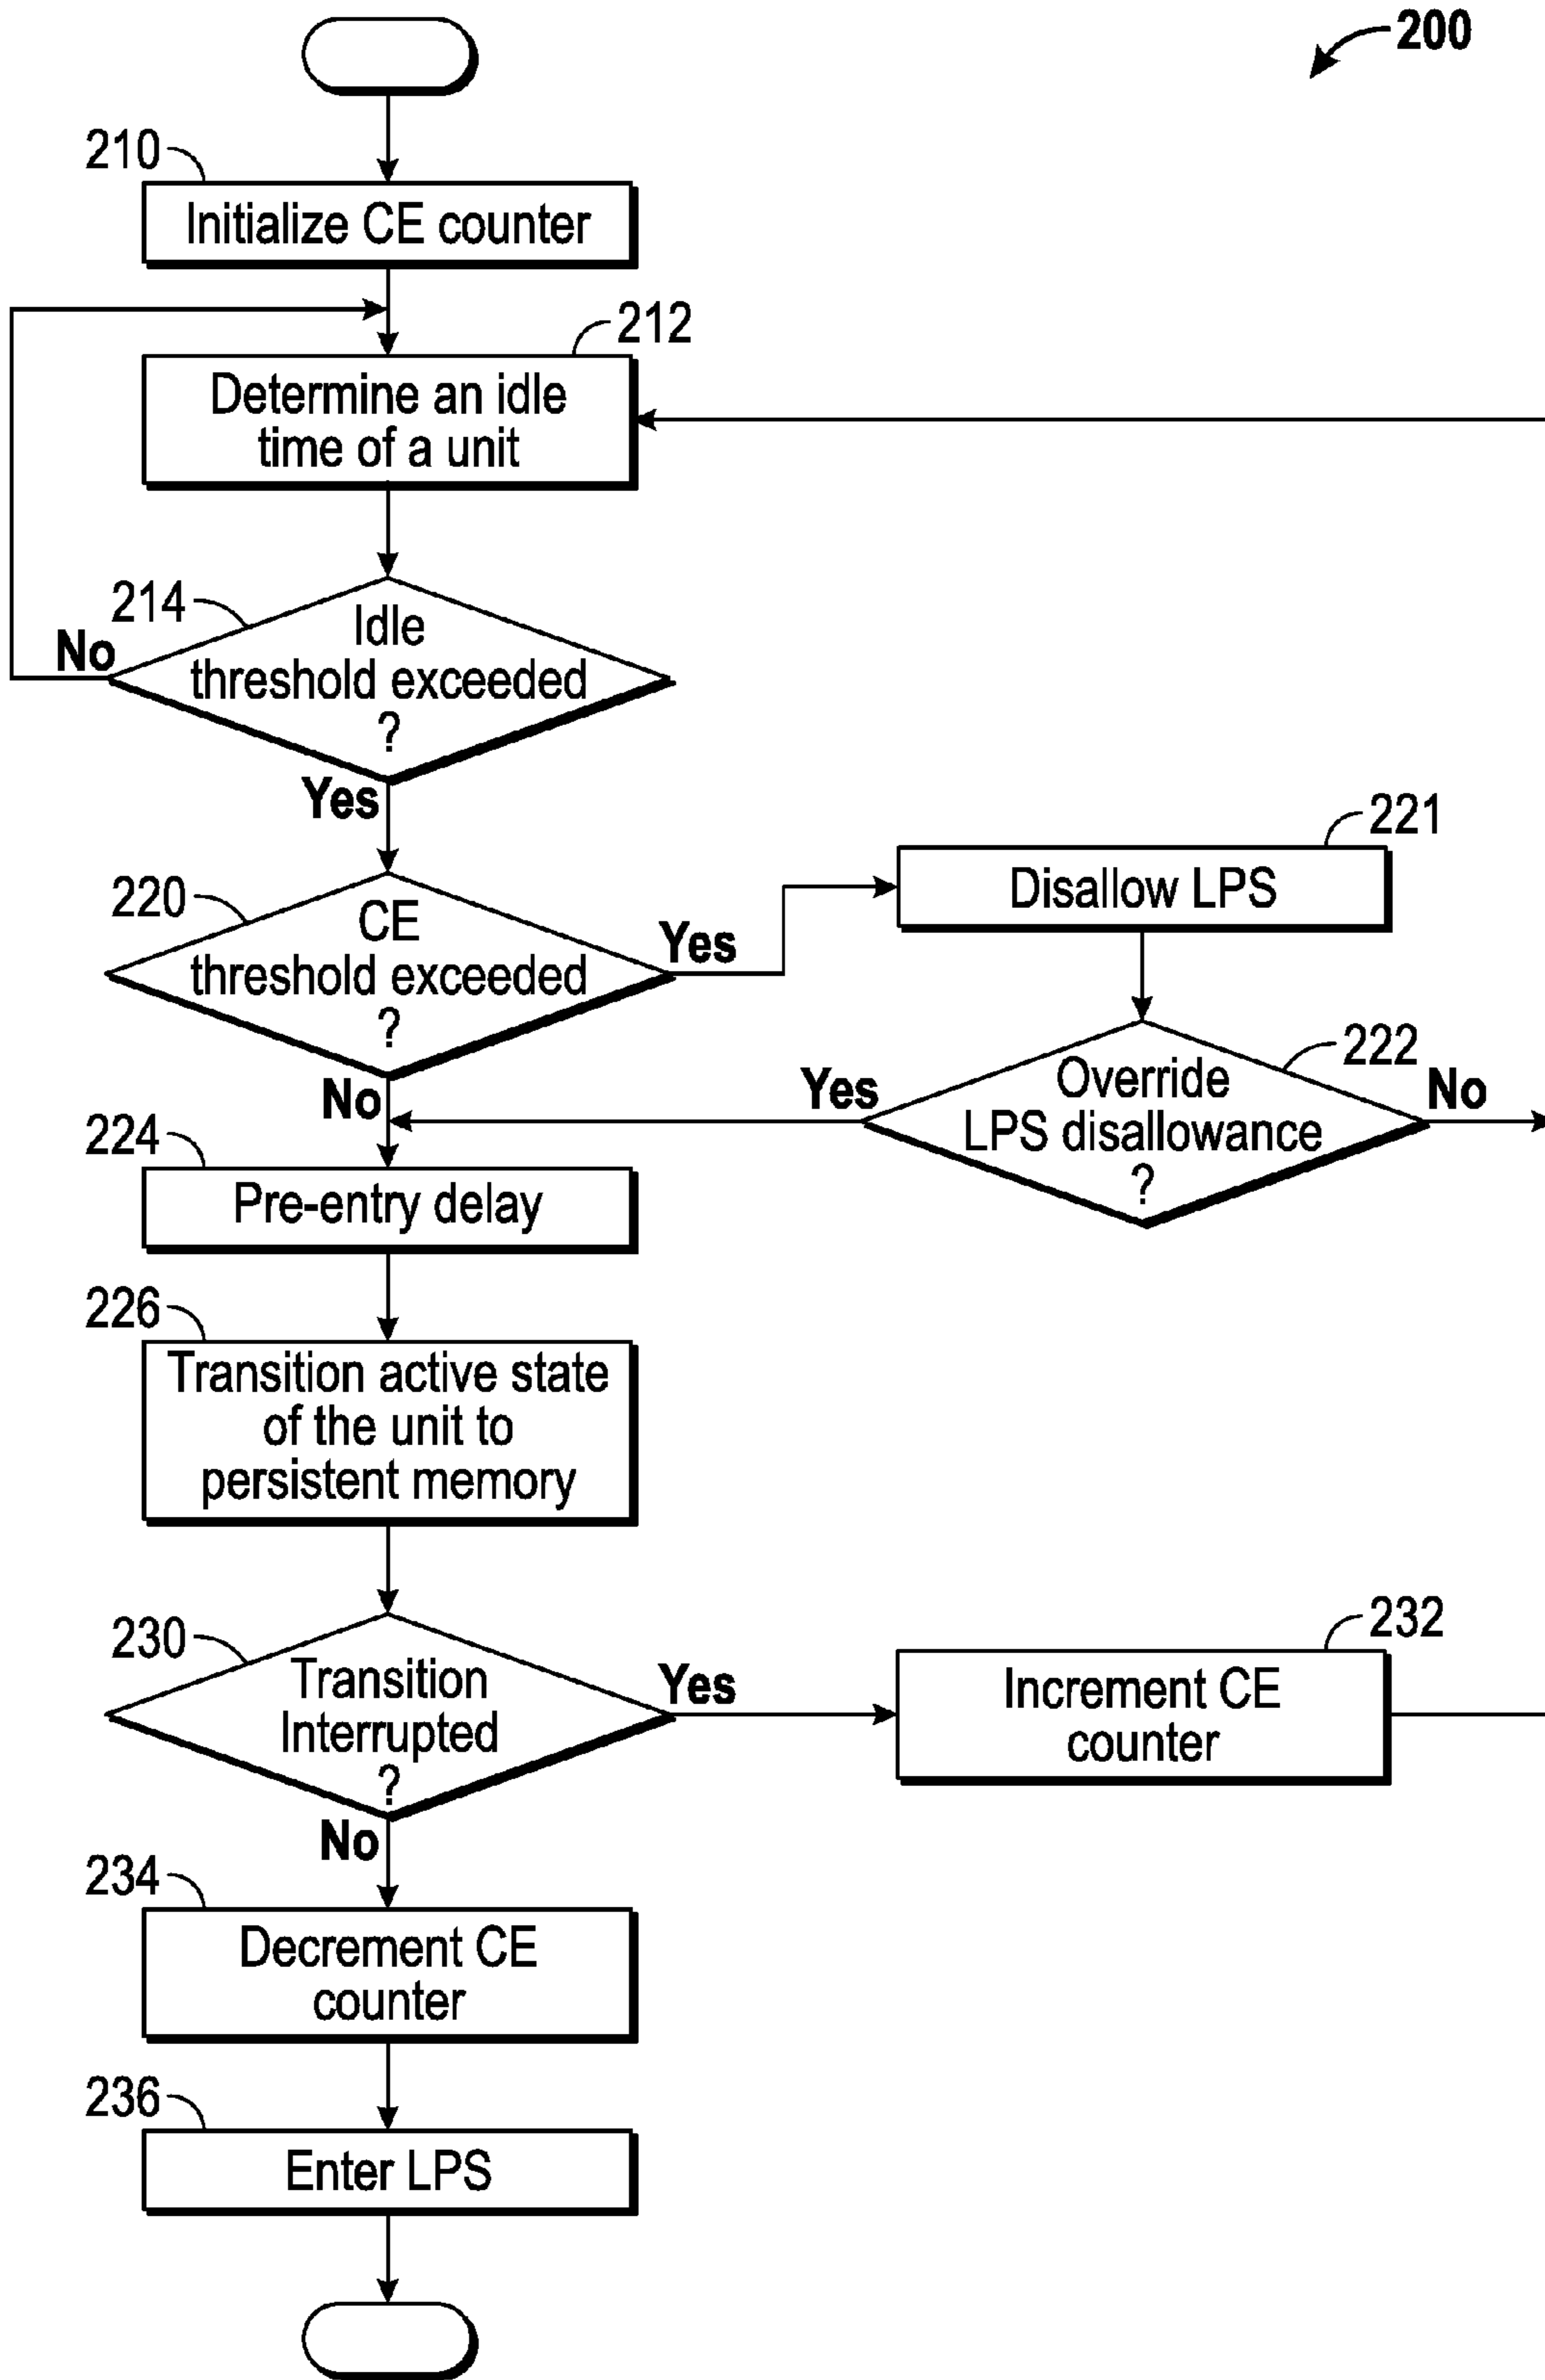 200
210
Initialize CE counter
212
Determine an idle
time of a unit
214
Idle
threshold exceeded
?
No
Yes
220
CE
threshold exceeded
?
Yes
No
221
Disallow LPS
222
Override
LPS disallowance
?
Yes
No
224
Pre-entry delay
226
Transition active state
of the unit to
persistent memory
230
Transition
Interrupted
?
Yes
No
232
Increment CE
counter
234
Decrement CE
counter
236
Enter LPS